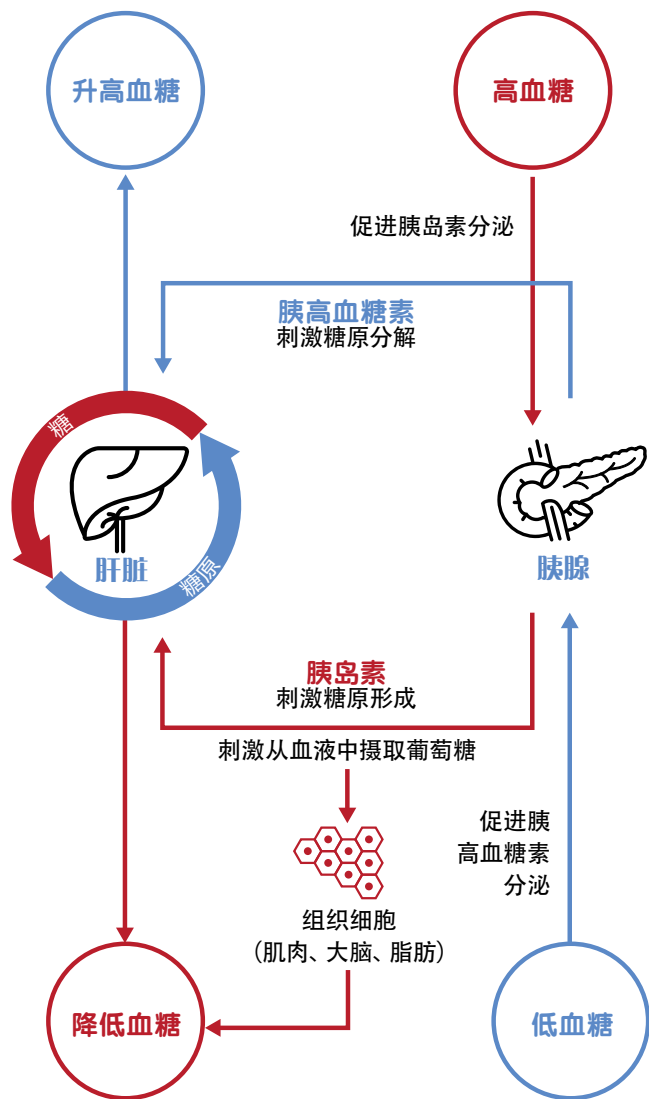 升高血糖
高血糖
促进胰岛素分泌
胰高血糖素
刺激糖原分解
糖
肝脏
糖原
胰腺
胰岛素
刺激糖原形成
刺激从血液中摄取葡萄糖
促进胰
高血糖素
分泌
组织细胞
（肌肉、大脑、脂肪）
降低血糖
低血糖